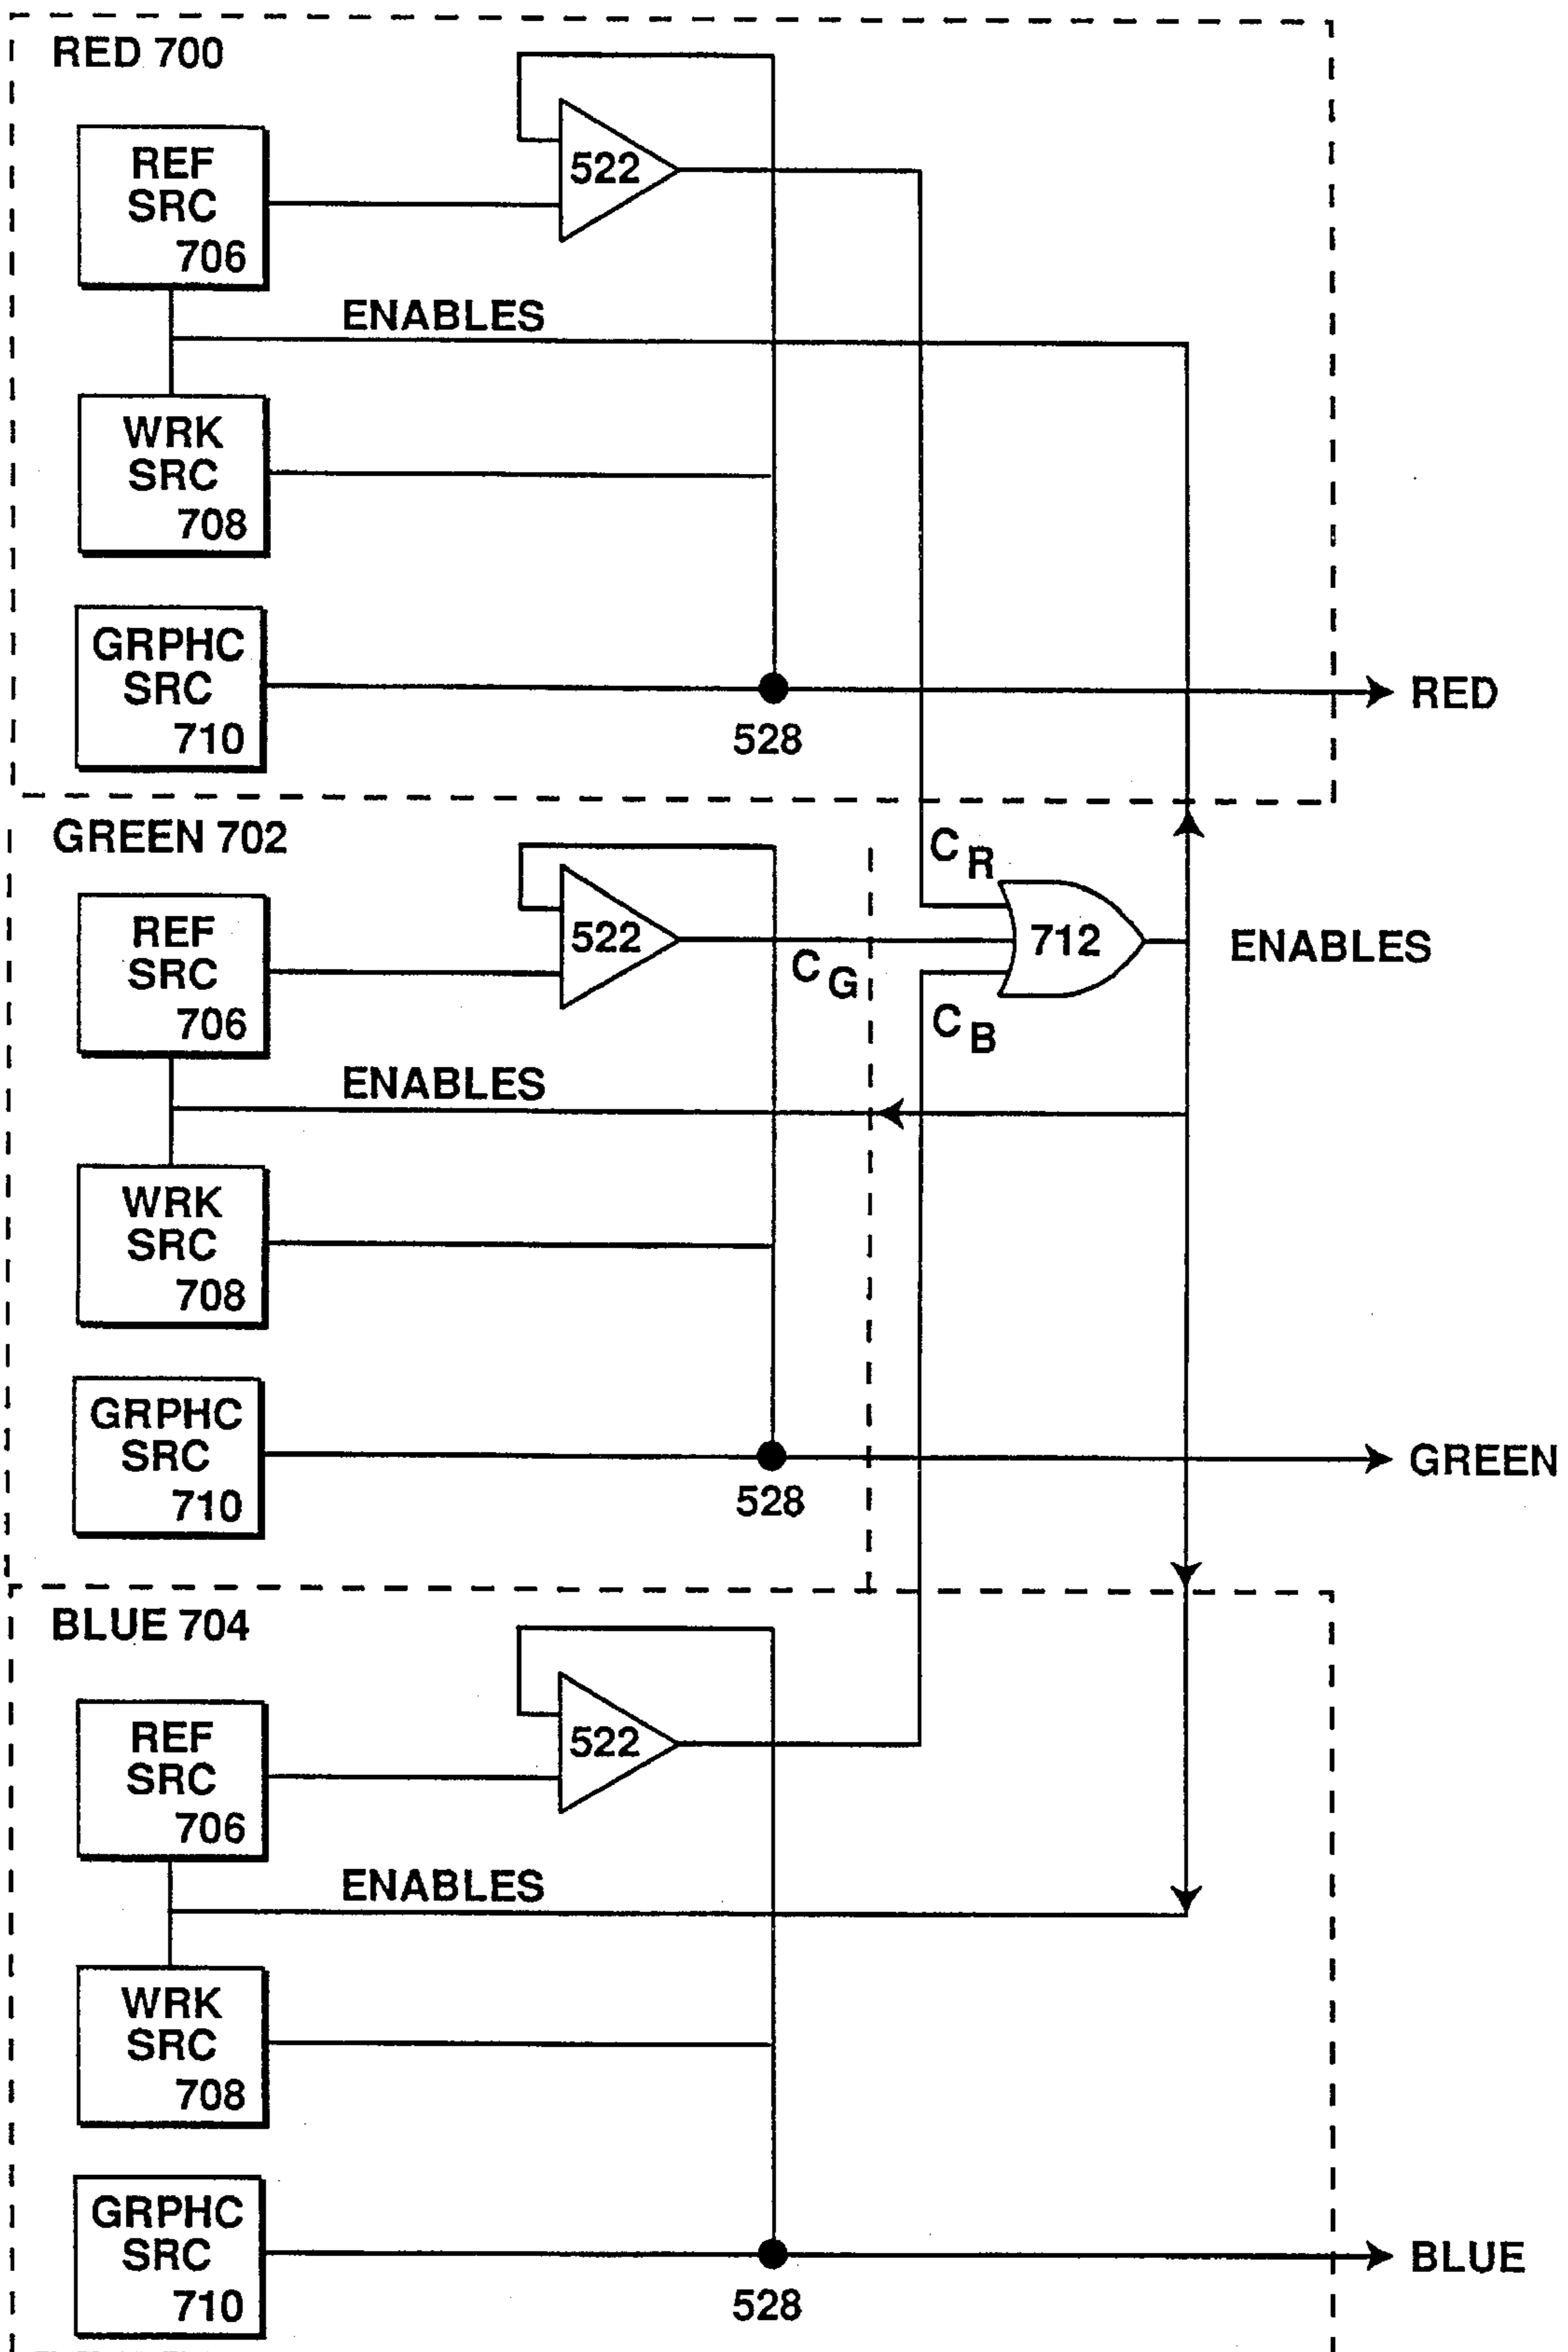 RED 700
REF
SRC
706
522
ENABLES
WRK
SRC
708
GRPHC
SRC
710
528
RED
GREEN 702
REF
SRC
706
522
C G
C R
C B
712
ENABLES
ENABLES
WRK
SRC
708
GRPHC
SRC
710
528
GREEN
BLUE 704
REF
SRC
706
522
ENABLES
WRK
SRC
708
GRPHC
SRC
710
528
BLUE